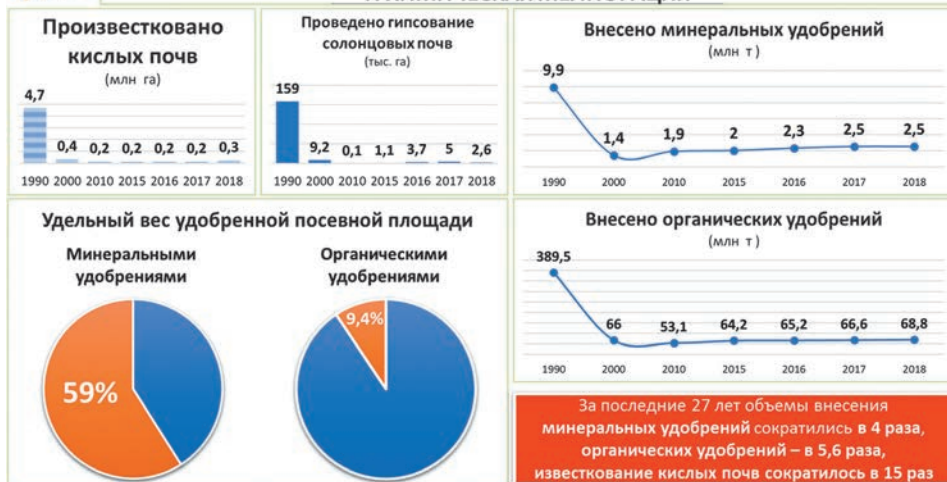 Произвестковано
кислых почв
(млн га)
4,7
0,4 0,2 0,2 0,2 0,2 0,3
1990 2000 2010 2015 2016 2017 2018
Проведено гипсование
солонцовых почв
(тыс. га)
159
9,2 0,1 1,1 3,7 5 2,6
1990 2000 2010 2015 2016 2017 2018
Внесено минеральных удобрений
(млн т)
9,9
1,4 1,9 2 2,3 2,5 2,5
1990 2000 2010 2015 2016 2017 2018
Удельный вес удобренной посевной площади
Минеральными
удобрениями
59%
Органическими
удобрениями
9,4%
Внесено органических удобрений
(млн т)
389,5
66 53,1 64,2 65,2 66,6 68,8
1990 2000 2010 2015 2016 2017 2018
За последние 27 лет объемы внесения
минеральных удобрений сократились в 4 раза,
органических удобрений – в 5,6 раза,
известкование кислых почв сократилось в 15 раз